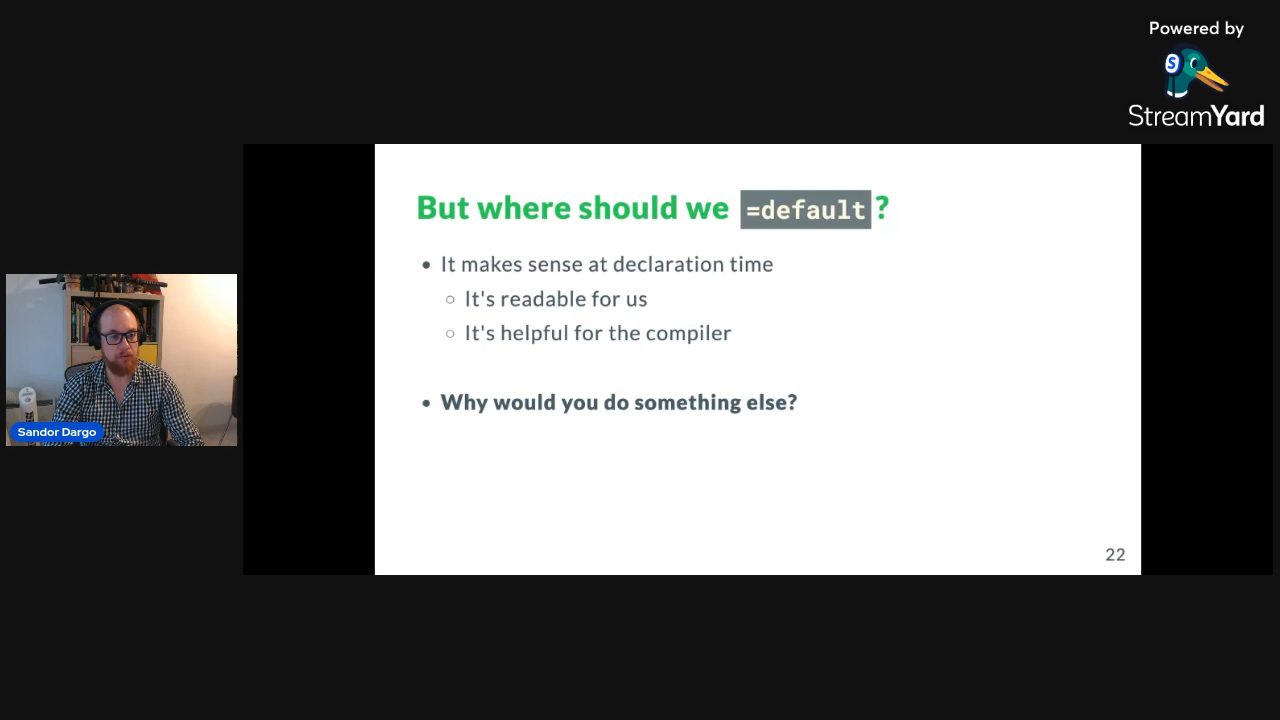 Powered by
S
StreamYard
But where should we =default ?
• It makes sense at declaration time
○ It's readable for us
○ It's helpful for the compiler
• Why would you do something else?
Sandor Dargo
22